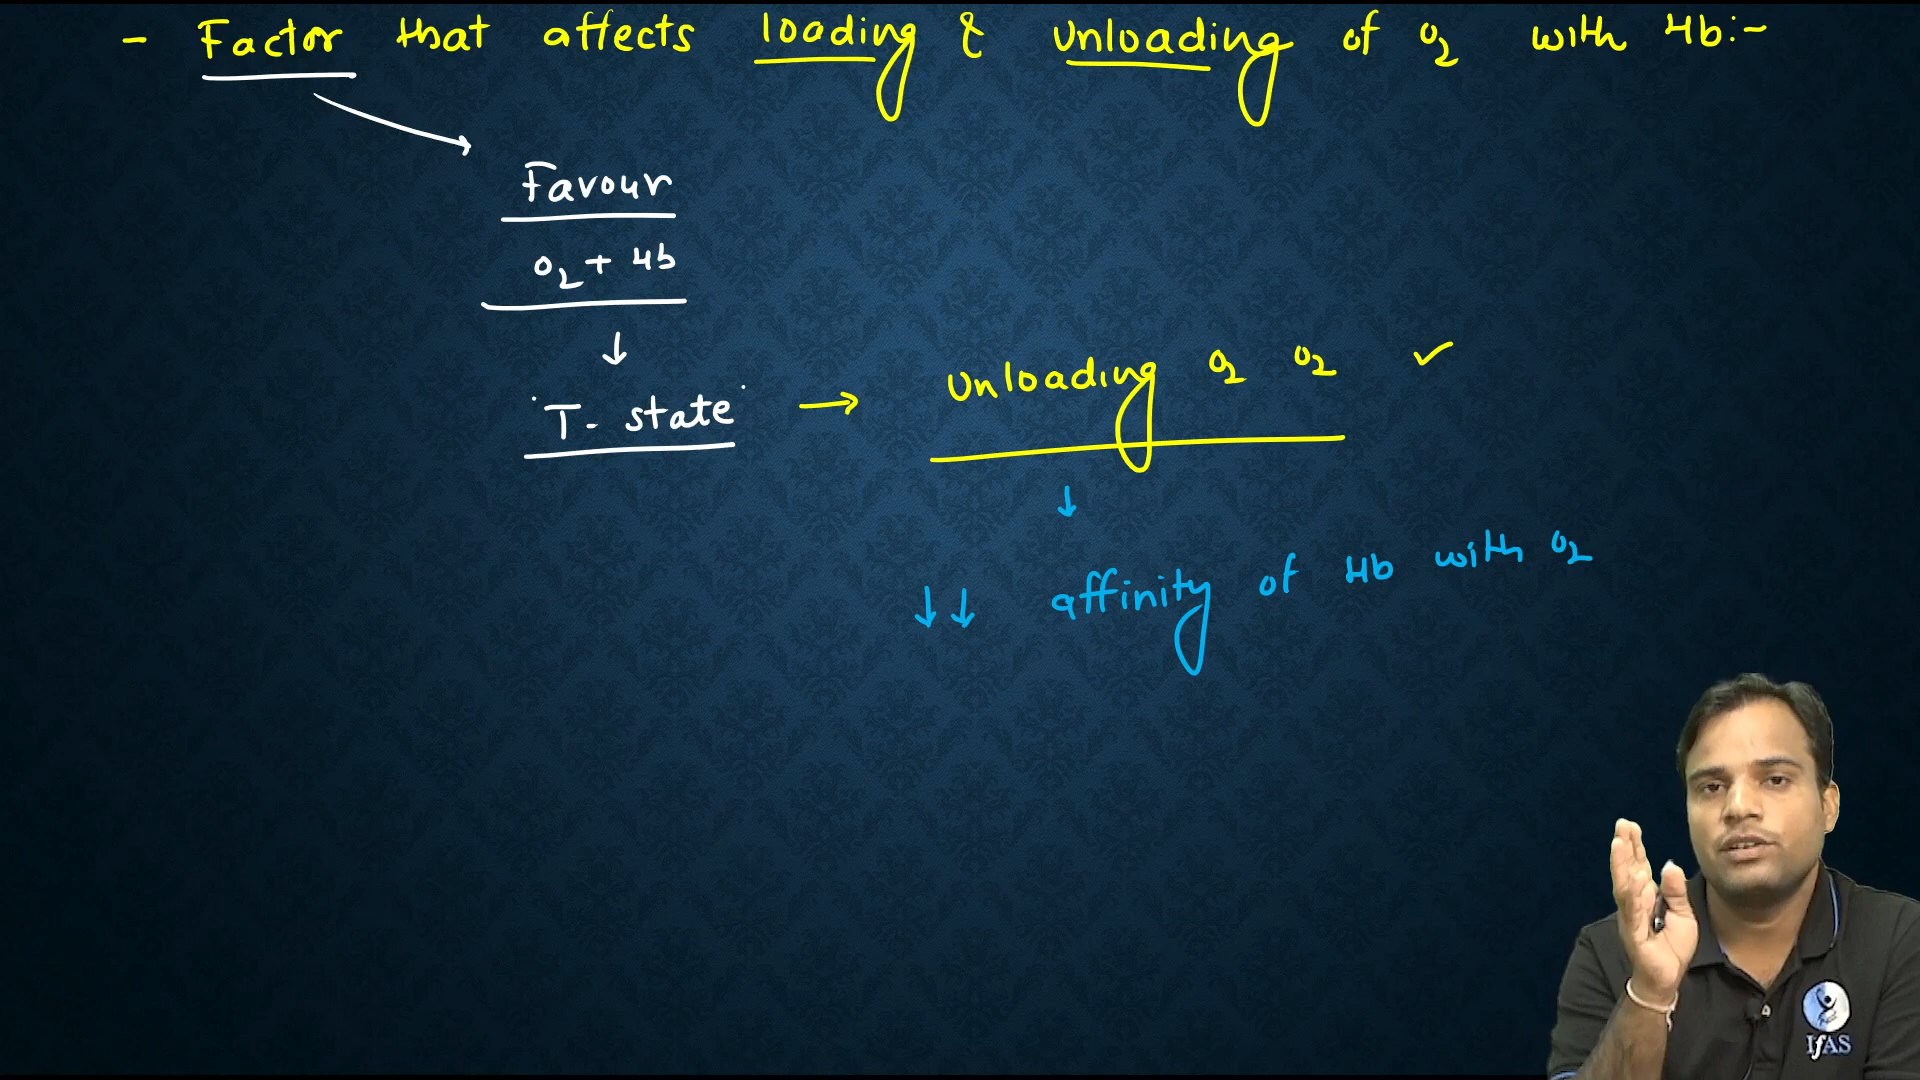 - Factor that affects loading & unloading of O2 with Hb:-
Favour
O2 + Hb
↓
'T- state' → unloading of O2 ✓
↓
↓↓ affinity of Hb with O2
IfAS